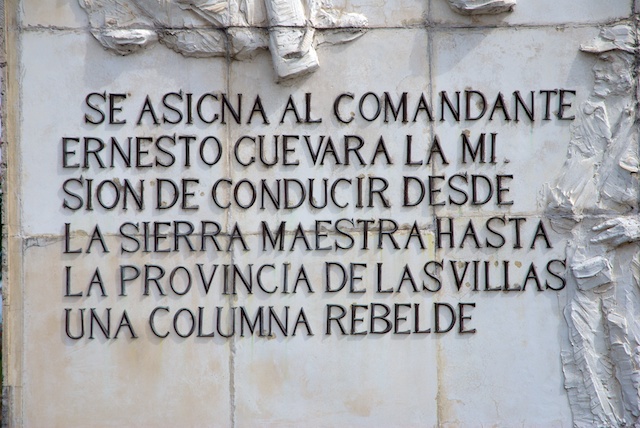 SE ASIGNA AL COMANDANTE
ERNESTO GUEVARA LA MI.
SION DE CONDUCIR DESDE
LA SIERRA MAESTRA HASTA
LA PROVINCIA DE LAS VILLAS
UNA COLUMNA REBELDE